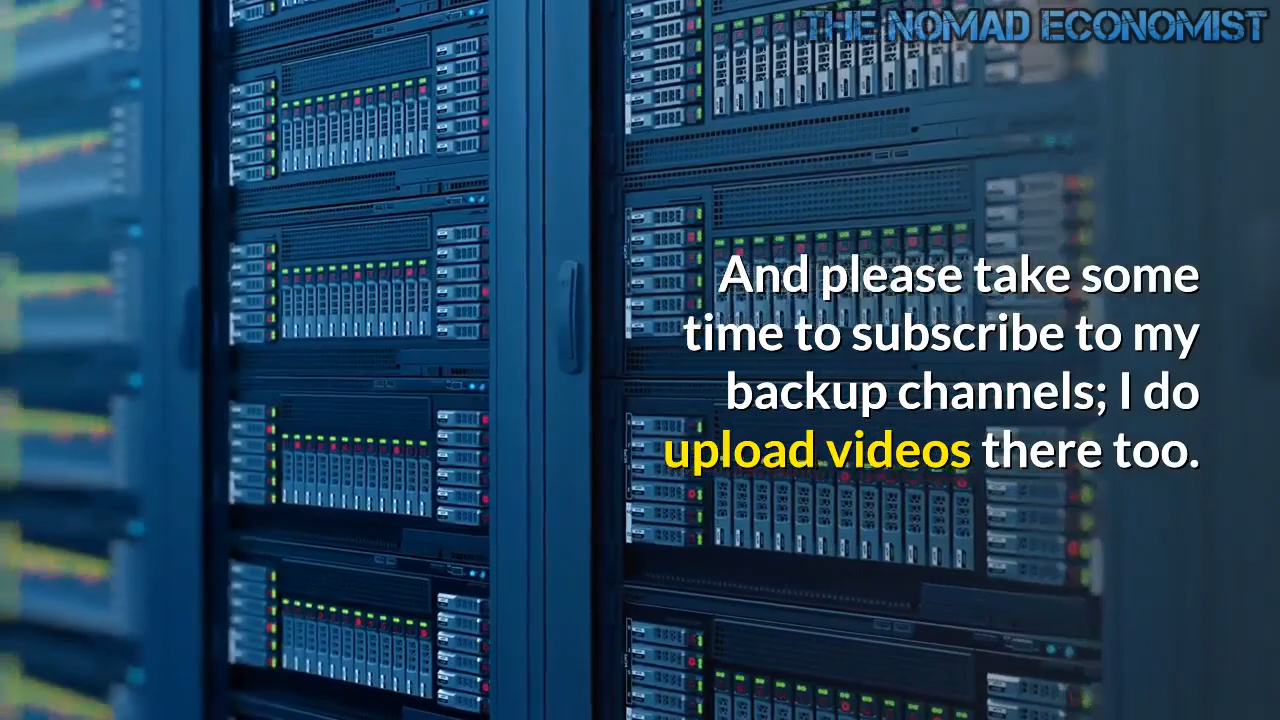 THE NOMAD ECONOMIST
And please take some
time to subscribe to my
backup channels; I do
upload videos there too.